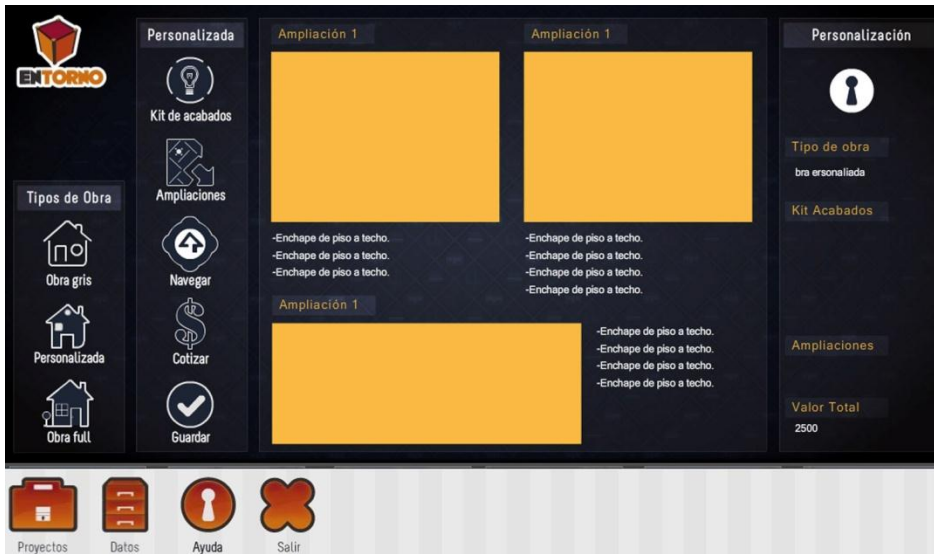 ENTORNO
Tipos de Obra
Obra gris
Personalizada
Obra full
Personalizada
Kit de acabados
Ampliaciones
Navegar
Cotizar
Guardar
Ampliación 1
-Enchape de piso a techo.
-Enchape de piso a techo.
-Enchape de piso a techo.
Ampliación 1
-Enchape de piso a techo.
-Enchape de piso a techo.
-Enchape de piso a techo.
-Enchape de piso a techo.
Ampliación 1
-Enchape de piso a techo.
-Enchape de piso a techo.
-Enchape de piso a techo.
-Enchape de piso a techo.
Personalización
Tipo de obra
bra ersonaliada
Kit Acabados
Ampliaciones
Valor Total
2500
Proyectos
Datos
Ayuda
Salir